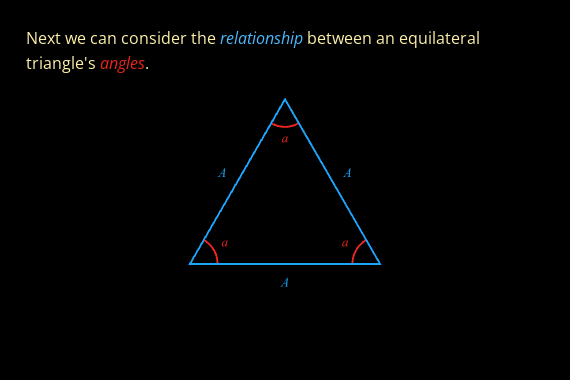 Next we can consider the relationship between an equilateral
triangle's angles.
a
A A
a a
A